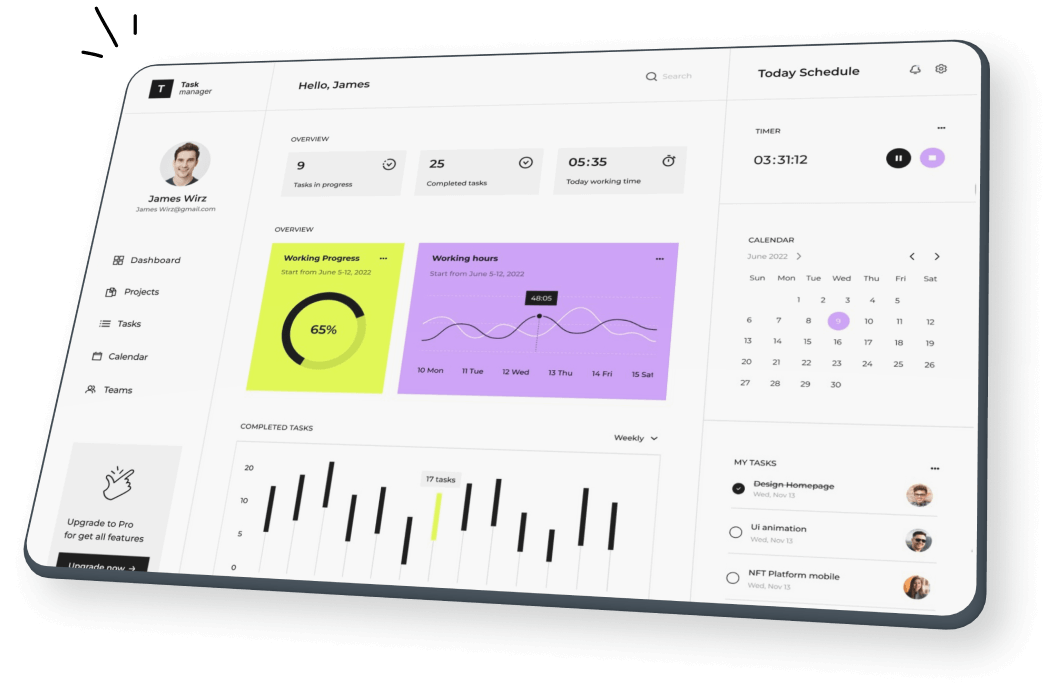 T
Task
manager
James Wirz
James Wirz@gmail.com
Dashboard
Projects
Tasks
Calendar
Teams
Upgrade to Pro
for get all features
Upgrade now →
Hello, James
Search
OVERVIEW
9
Tasks in progress
25
Completed tasks
05:35
Today working time
OVERVIEW
Working Progress
Start from June 5-12, 2022
65%
Working hours
Start from June 5-12, 2022
48:05
10 Mon 11 Tue 12 Wed 13 Thu 14 Fri 15 Sat
COMPLETED TASKS
Weekly
20
10
5
0
17 tasks
Today Schedule
TIMER
03:31:12
CALENDAR
June 2022
Sun Mon Tue Wed Thu Fri Sat
1 2 3 4 5
6 7 8 9 10 11 12
13 14 15 16 17 18 19
20 21 22 23 24 25 26
27 28 29 30
MY TASKS
Design Homepage
Wed, Nov 13
Ui animation
Wed, Nov 13
NFT Platform mobile
Wed, Nov 13